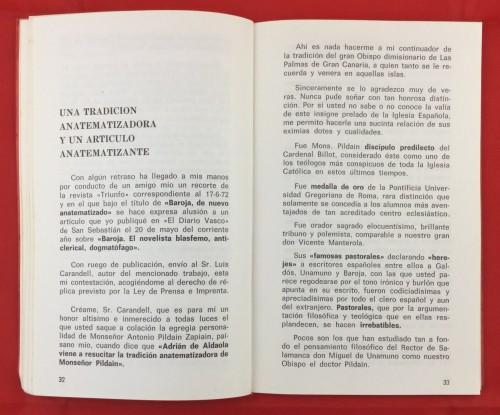 UNA TRADICION
ANATEMATIZADORA
Y UN ARTICULO
ANATEMATIZANTE
Con algún retraso ha llegado a mis manos
por conducto de un amigo mío un recorte de
la revista «Triunfo» correspondiente al 17-6-72
y en el que bajo el título de «Baroja, de nuevo
anatematizado» se hace expresa alusión a un
artículo que yo publiqué en «El Diario Vasco»
de San Sebastián el 20 de mayo del corriente
año sobre «Baroja. El novelista blasfemo, anti-
clerical, dogmatófago».
Con ruego de publicación, envío al Sr. Luis
Carandell, autor del mencionado trabajo, esta
mi contestación, acogiéndome al derecho de ré-
plica previsto por la Ley de Prensa e Imprenta.
Créame, Sr. Carandell, que es para mí un
honor altísimo e inmerecido a todas luces el
que usted saque a colación la egregia personali-
dad de Monseñor Antonio Pildain Zapiain, pai-
sano mío, cuando dice que «Adrián de Aldaola
viene a resucitar la tradición anatematizadora de
Monseñor Pildain».
32
Ahí es nada hacerme a mí continuador de
la tradición del gran Obispo dimisionario de Las
Palmas de Gran Canaria, a quien tanto se le re-
cuerda y venera en aquellas islas.
Sinceramente se lo agradezco muy de ve-
ras. Nunca pude soñar con tan honrosa distin-
ción. Por si usted no sabe o no conoce la valía
de este insigne prelado de la Iglesia Española,
me permito hacerle una sucinta relación de sus
eximias dotes y cualidades.
Fue Mons. Pildain discípulo predilecto del
Cardenal Billot, considerado éste como uno de
los teólogos más conspicuos de toda la Iglesia
Católica en estos últimos tiempos.
Fue medalla de oro de la Pontificia Univer-
sidad Gregoriana de Roma, rara distinción que
solamente se concedía a los alumnos más aven-
tajados de tan acreditado centro eclesiástico.
Fue orador sagrado elocuentísimo, brillante
tribuno y polemista, comparable a nuestro gran
don Vicente Manterola.
Sus «famosas pastorales» declarando «here-
jes» a escritores españoles entre ellos a Gal-
dós, Unamuno y Baroja, con las que usted pa-
rece regodearse por el tono irónico y burlón que
apunta en su escrito, fueron codiciadísimas y
apreciadísimas por todo el clero español y aun
del extranjero. Pastorales, que por la argumen-
tación filosófica y teológica que en ellas res-
plandecen, se hacen irrebatibles.
Pocos son los que han estudiado tan a fon-
do el pensamiento filosófico del Rector de Sa-
lamanca don Miguel de Unamuno como nuestro
Obispo el doctor Pildain.
33